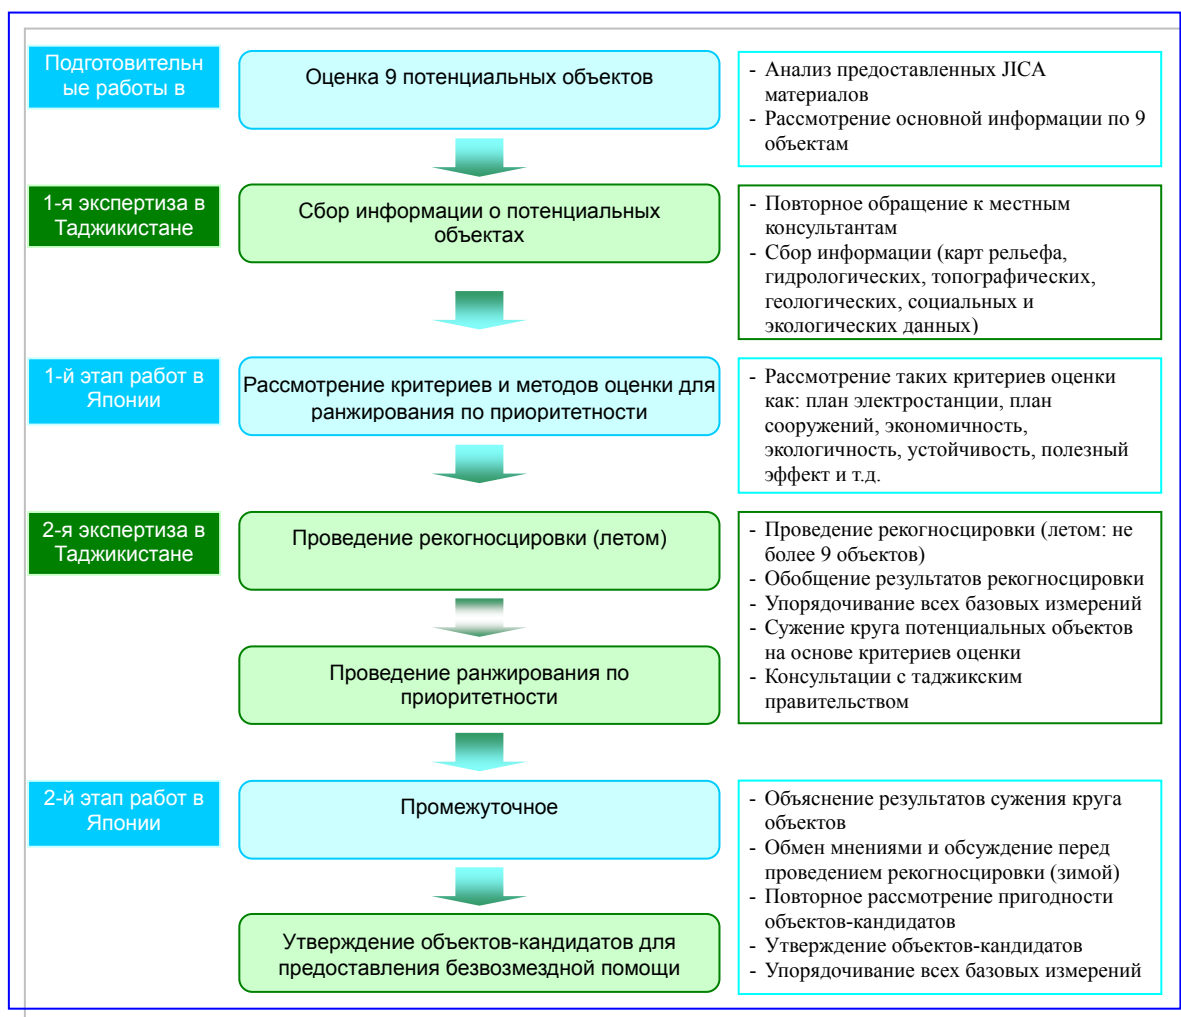 Подготовительн
ые работы в
Оценка 9 потенциальных объектов
- Анализ предоставленных JICA
материалов
- Рассмотрение основной информации по 9
объектам
1-я экспертиза в
Таджикистане
Сбор информации о потенциальных
объектах
- Повторное обращение к местным
консультантам
- Сбор информации (карт рельефа,
гидрологических, топографических,
геологических, социальных и
экологических данных)
1-й этап работ в
Японии
Рассмотрение критериев и методов оценки для
ранжирования по приоритетности
- Рассмотрение таких критериев оценки
как: план электростанции, план
сооружений, экономичность,
экологичность, устойчивость, полезный
эффект и т.д.
2-я экспертиза в
Таджикистане
Проведение рекогносцировки (летом)
Проведение ранжирования по
приоритетности
- Проведение рекогносцировки (летом: не
более 9 объектов)
- Обобщение результатов рекогносцировки
- Упорядочивание всех базовых измерений
- Сужение круга потенциальных объектов
на основе критериев оценки
- Консультации с таджикским
правительством
2-й этап работ в
Японии
Промежуточное
Утверждение объектов-кандидатов для
предоставления безвозмездной помощи
- Объяснение результатов сужения круга
объектов
- Обмен мнениями и обсуждение перед
проведением рекогносцировки (зимой)
- Повторное рассмотрение пригодности
объектов-кандидатов
- Утверждение объектов-кандидатов
- Упорядочивание всех базовых измерений